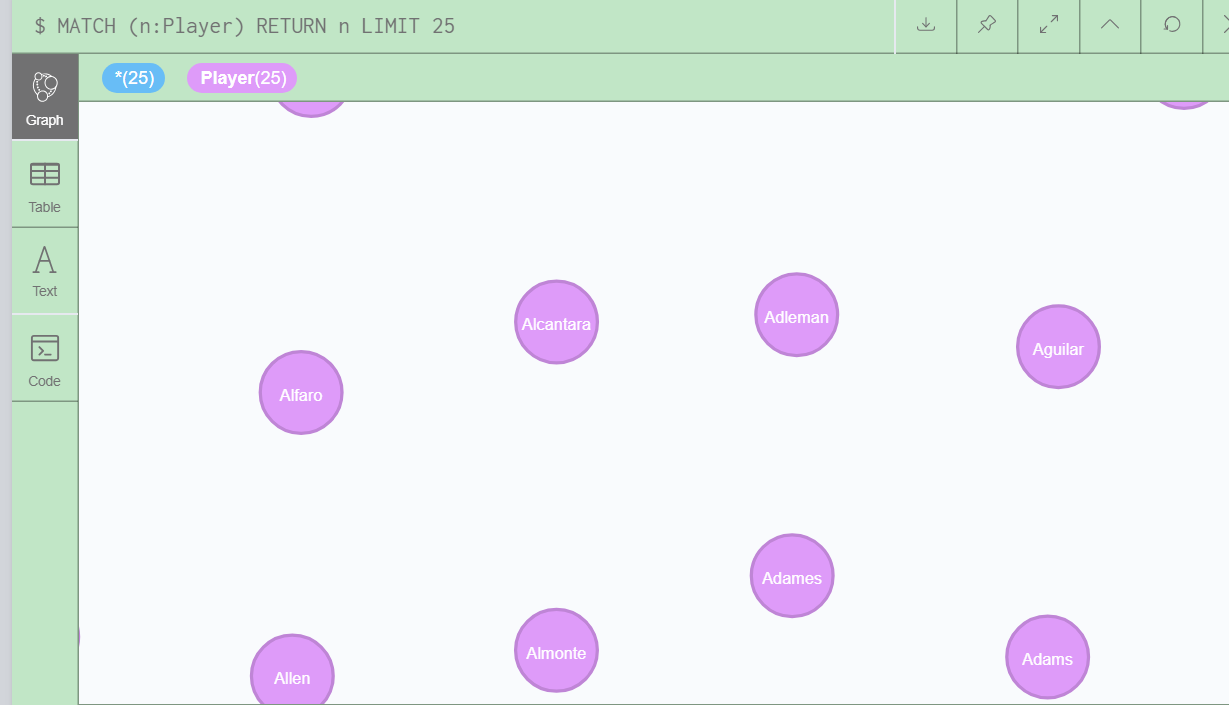 $ MATCH (n:Player) RETURN n LIMIT 25
*(25) Player(25)
Graph
Table
Text
Code
Alcantara
Adleman
Aguilar
Alfaro
Adames
Almonte
Adams
Allen